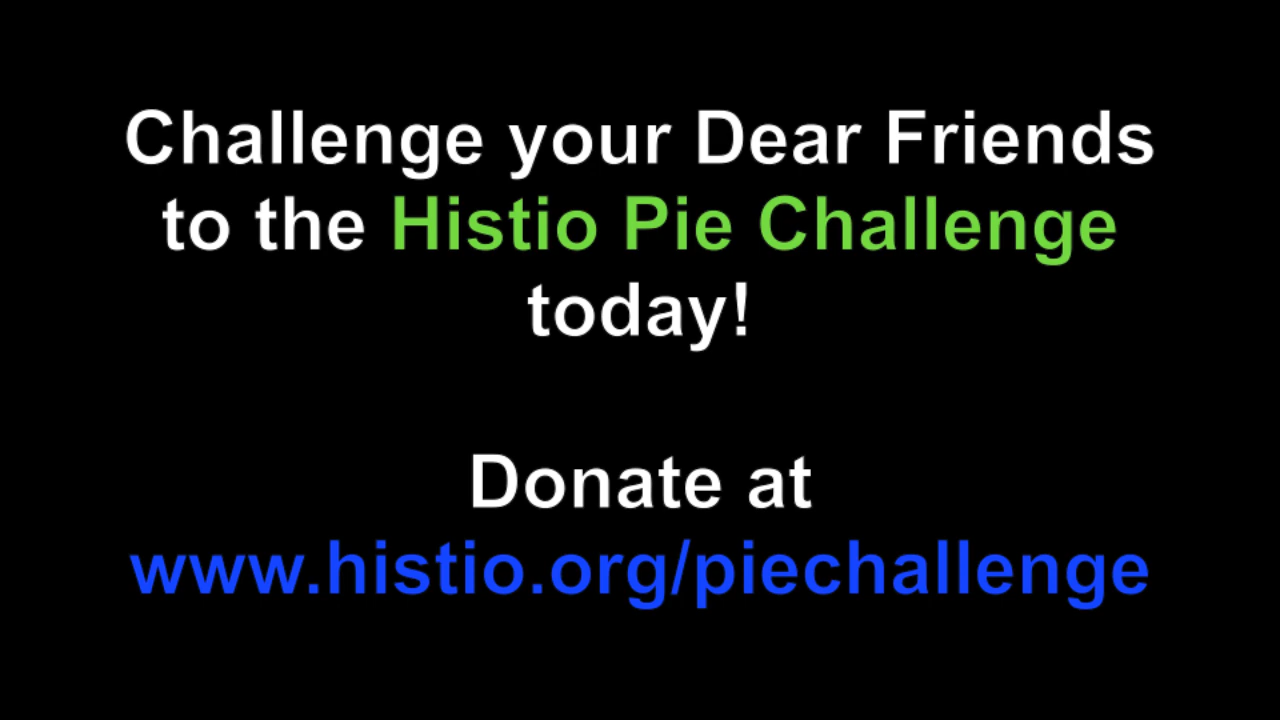 Challenge your Dear Friends
to the Histio Pie Challenge
today!
Donate at
www.histio.org/piechallenge